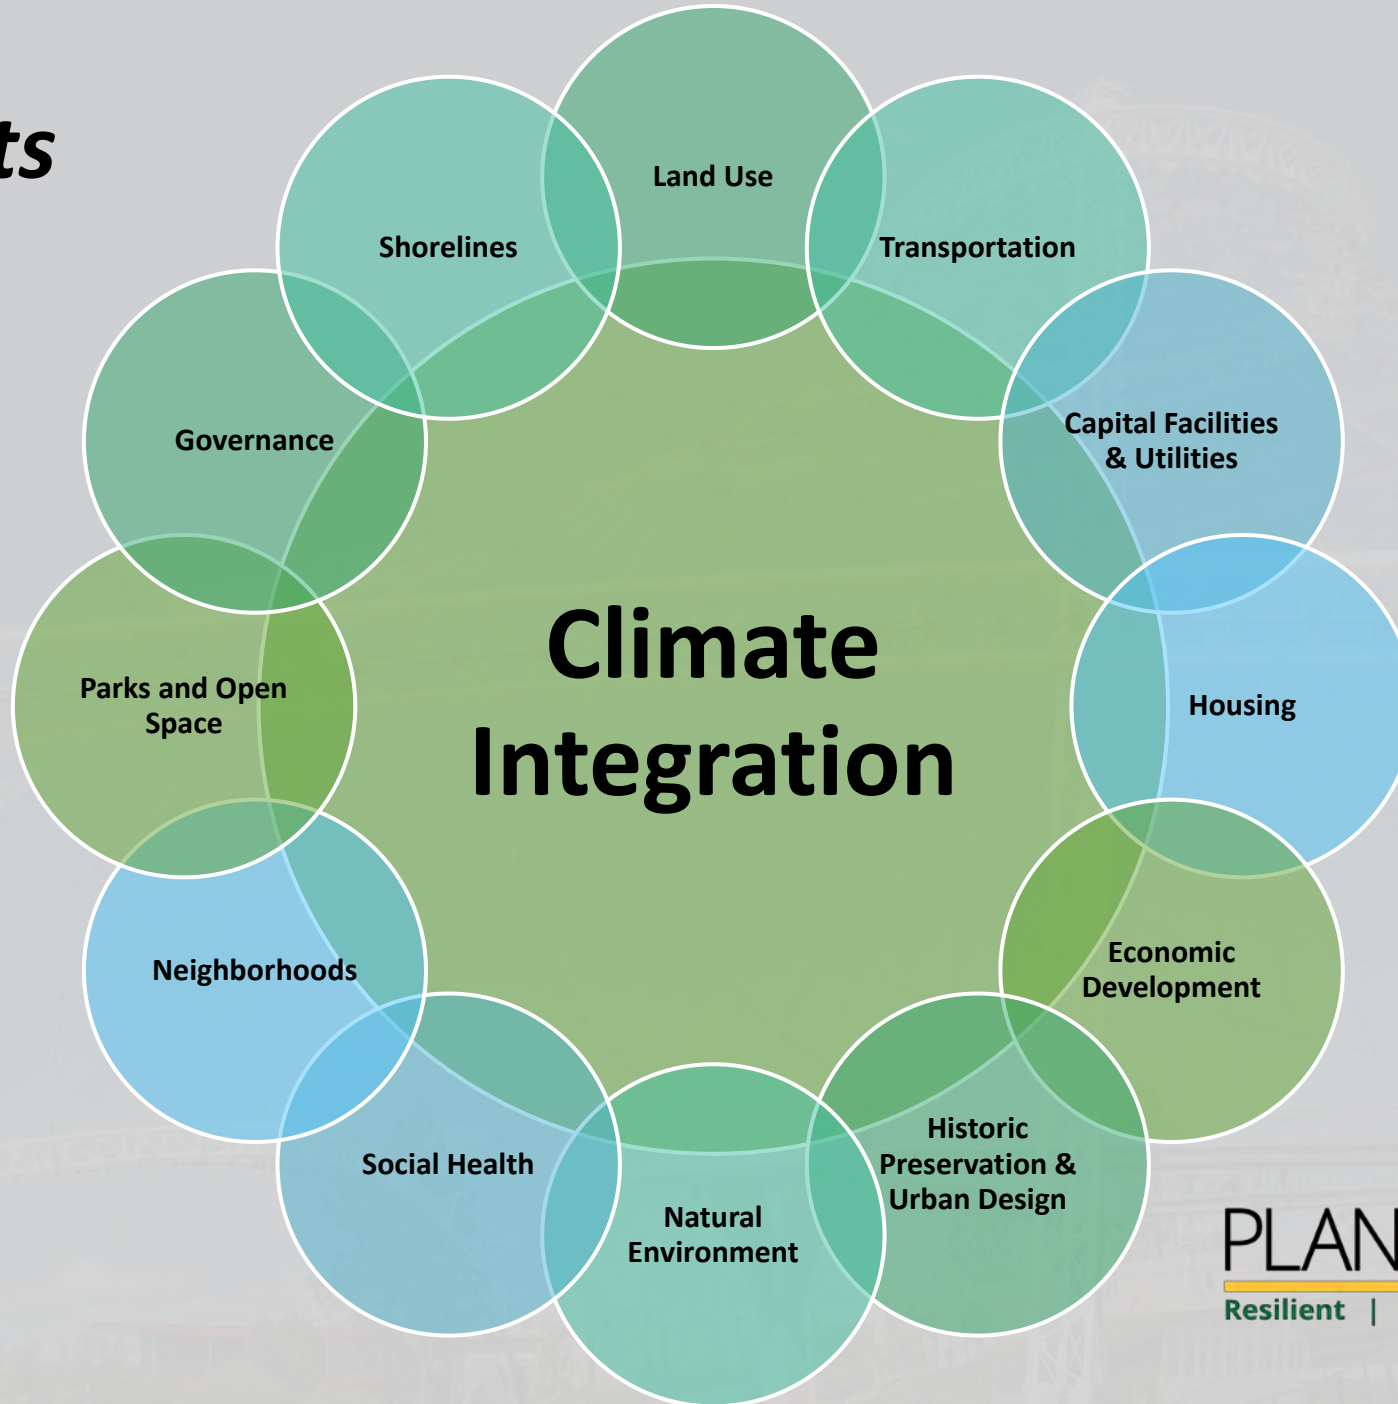 ts
Land Use
Shorelines
Transportation
Governance
Capital Facilities
& Utilities
Climate
Integration
Parks and Open
Space
Housing
Neighborhoods
Economic
Development
Social Health
Historic
Preservation &
Urban Design
Natural
Environment
PLAN
Resilient |